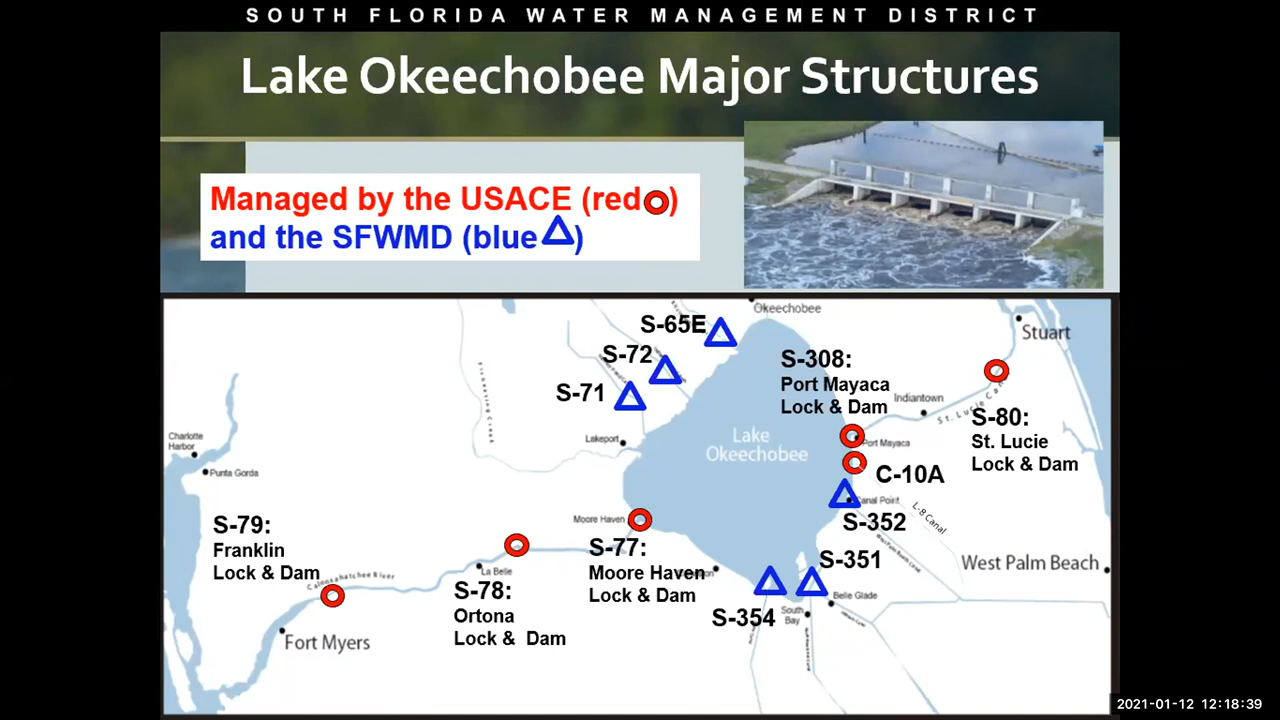 SOUTH FLORIDA WATER MANAGEMENT DISTRICT
Lake Okeechobee Major Structures
Managed by the USACE (red )
and the SFWMD (blue )
Okeechobee
S-65E
S-72
S-71
Lakeport
Lake
Okeechobee
S-308:
Port Mayaca
Lock & Dam
Indiantown
Stuart
S-80:
St. Lucie
Lock & Dam
Port Mayaca
C-10A
Canal Point
S-352
L-8 Canal
S-351
West Palm Beach
Belle Glade
South
Bay
S-354
Moore Haven
S-77:
Moore Haven
Lock & Dam
La Belle
S-78:
Ortona
Lock & Dam
Charlotte
Harbor
Punta Gorda
Fisheating Creek
S-79:
Franklin
Lock & Dam
Caloosahatchee River
Fort Myers
2021-01-12 12:18:39